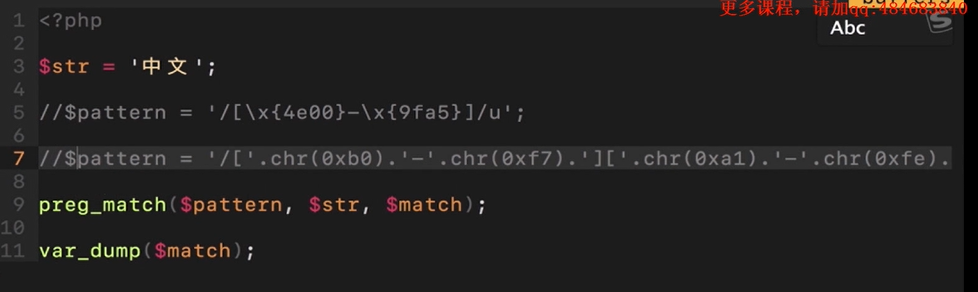 更多课程，请加qq:484683840
Abc
1 <?php
2
3 $str = '中文';
4
5 //$pattern = '/[\x{4e00}-\x{9fa5}]/u';
6
7 //$pattern = '/['.chr(0xb0).'-'.chr(0xf7).']['.chr(0xa1).'-'.chr(0xfe).
8
9 preg_match($pattern, $str, $match);
10
11 var_dump($match);